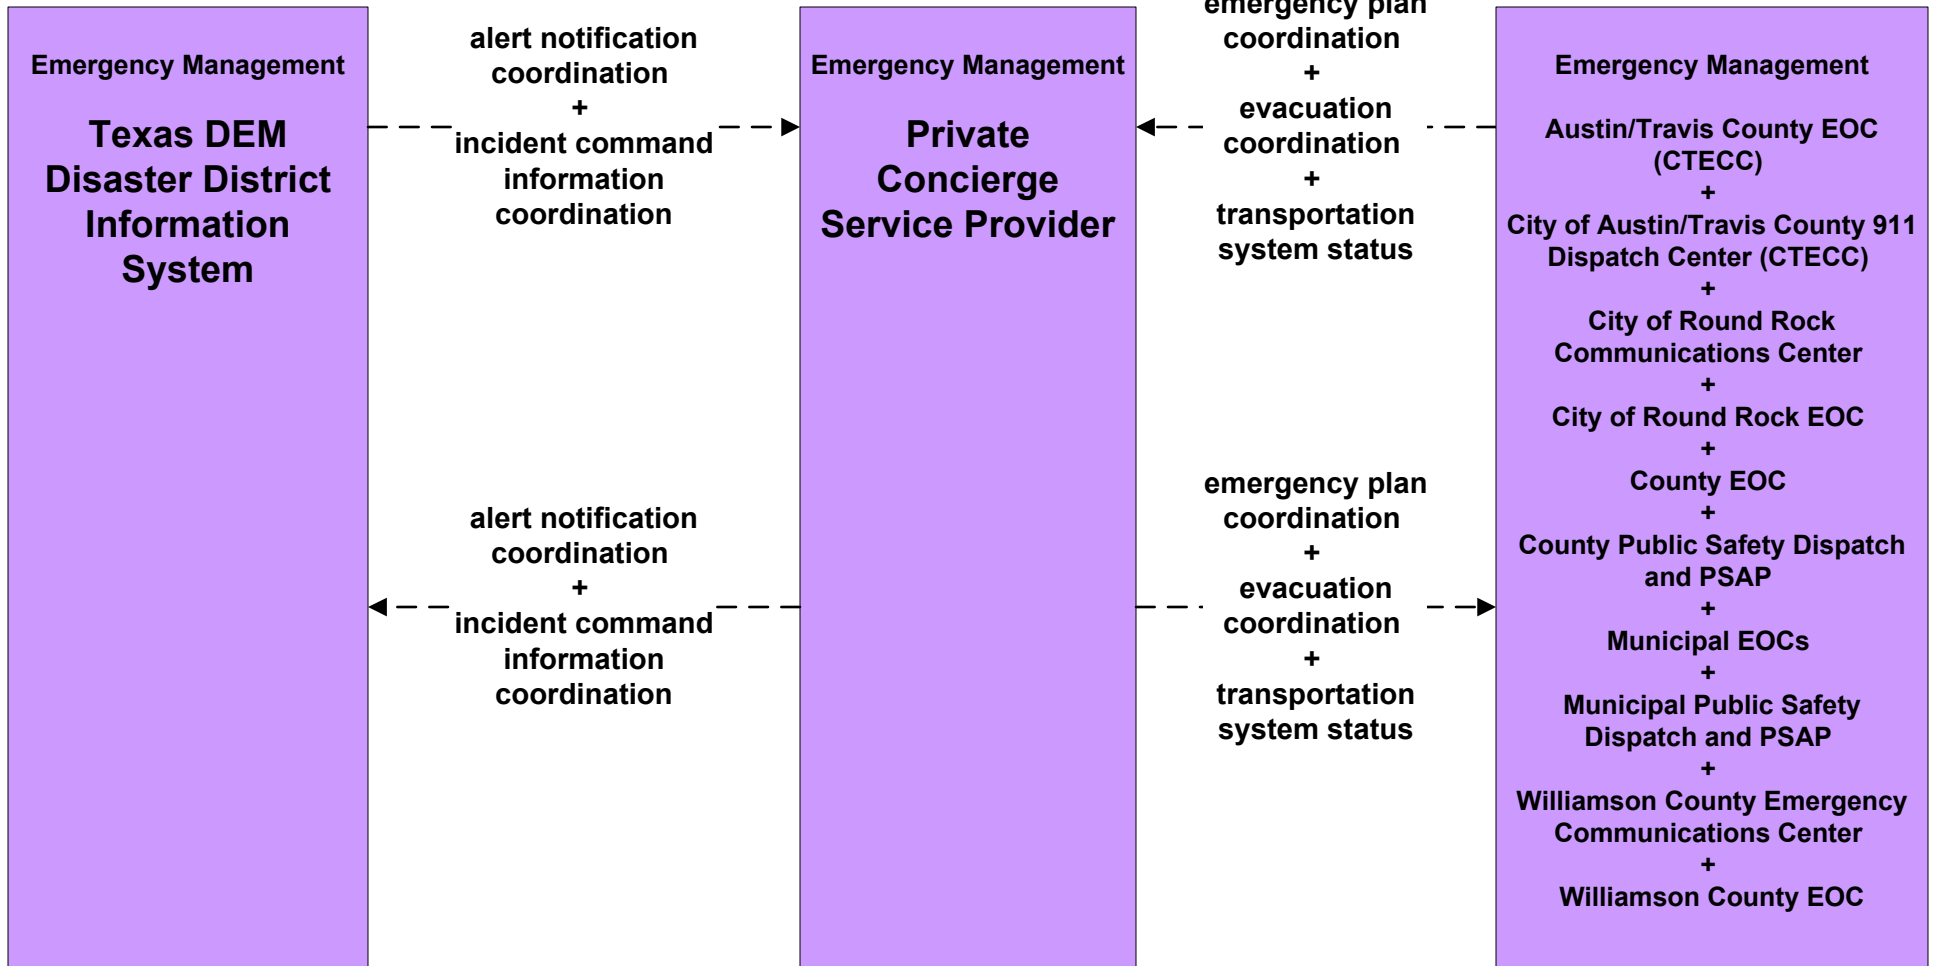 Emergency Management
Texas DEM
Disaster District
Information
System
alert notification
coordination
+
incident command
information
coordination
alert notification
coordination
+
incident command
information
coordination
Emergency Management
Private
Concierge
Service Provider
emergency plan
coordination
+
evacuation
coordination
+
transportation
system status
emergency plan
coordination
+
evacuation
coordination
+
transportation
system status
Emergency Management
Austin/Travis County EOC
(CTECC)
+
City of Austin/Travis County 911
Dispatch Center (CTECC)
+
City of Round Rock
Communications Center
+
City of Round Rock EOC
+
County EOC
+
County Public Safety Dispatch
and PSAP
+
Municipal EOCs
+
Municipal Public Safety
Dispatch and PSAP
+
Williamson County Emergency
Communications Center
+
Williamson County EOC